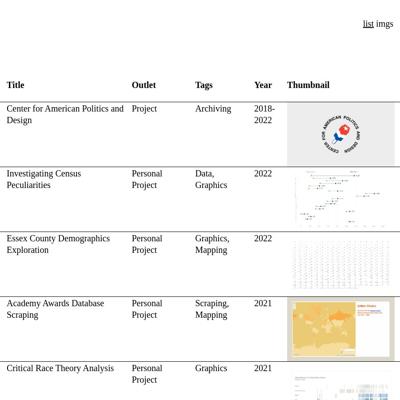 list imgs
Title Outlet Tags Year Thumbnail
Center for American Politics and Project Archiving 2018-
Design 2022
CENTER FOR AMERICAN POLITICS AND DESIGN
Investigating Census Personal Data, 2022
Peculiarities Project Graphics
Essex County Demographics Personal Graphics, 2022
Exploration Project Mapping
Academy Awards Database Personal Scraping, 2021
Scraping Project Mapping
Critical Race Theory Analysis Personal Graphics 2021
Project